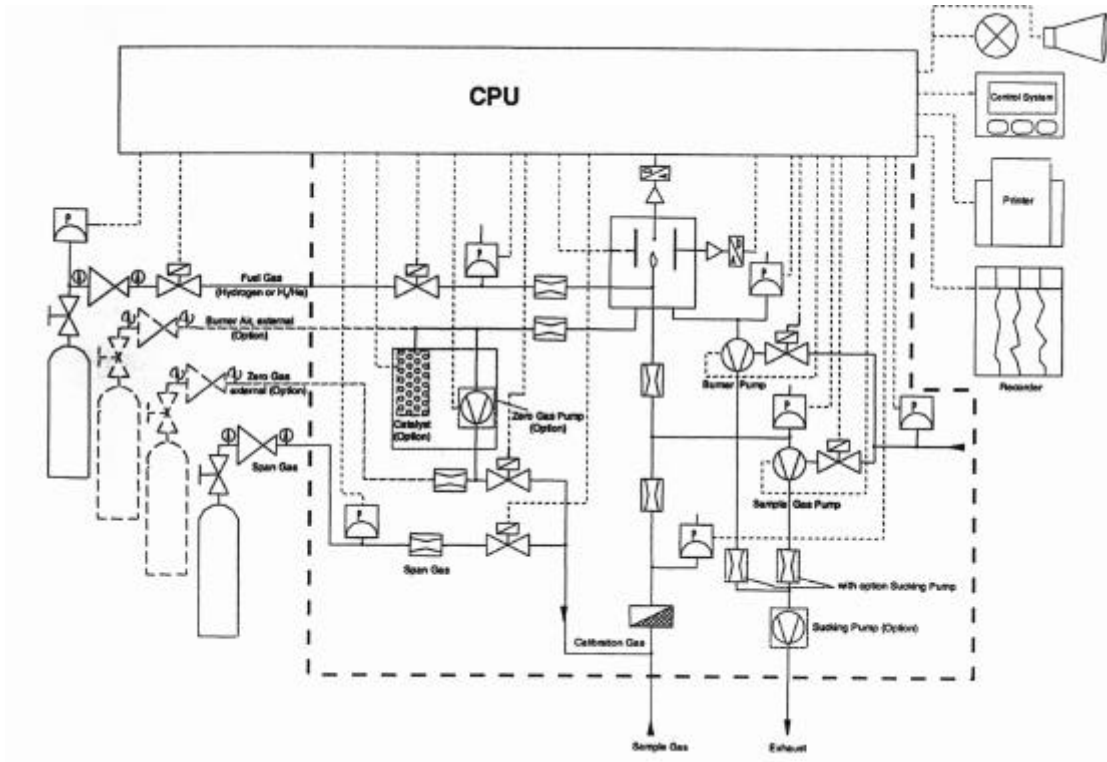 CPU
Control System
Printer
Recorder
P
Fuel Gas
(Hydrogen or H₂/He)
P
P
Burner Air, external
(Option)
Zero Gas
external (Option)
Catalyst
(Option)
Zero Gas Pump
(Option)
Burner Pump
P
P
Span Gas
Sample Gas Pump
P
P
Span Gas
with option Sucking Pump
Sucking Pump (Option)
Calibration Gas
Sample Gas
Exhaust